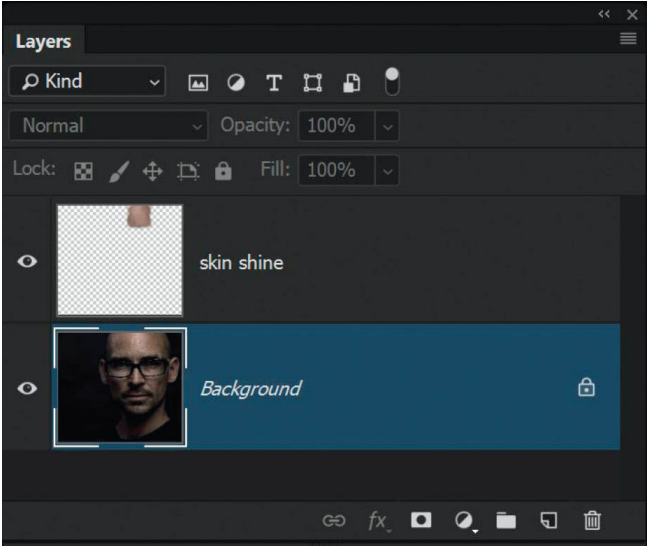 Layers
Kind
Normal Opacity: 100%
Lock: Fill: 100%
skin shine
Background
fx